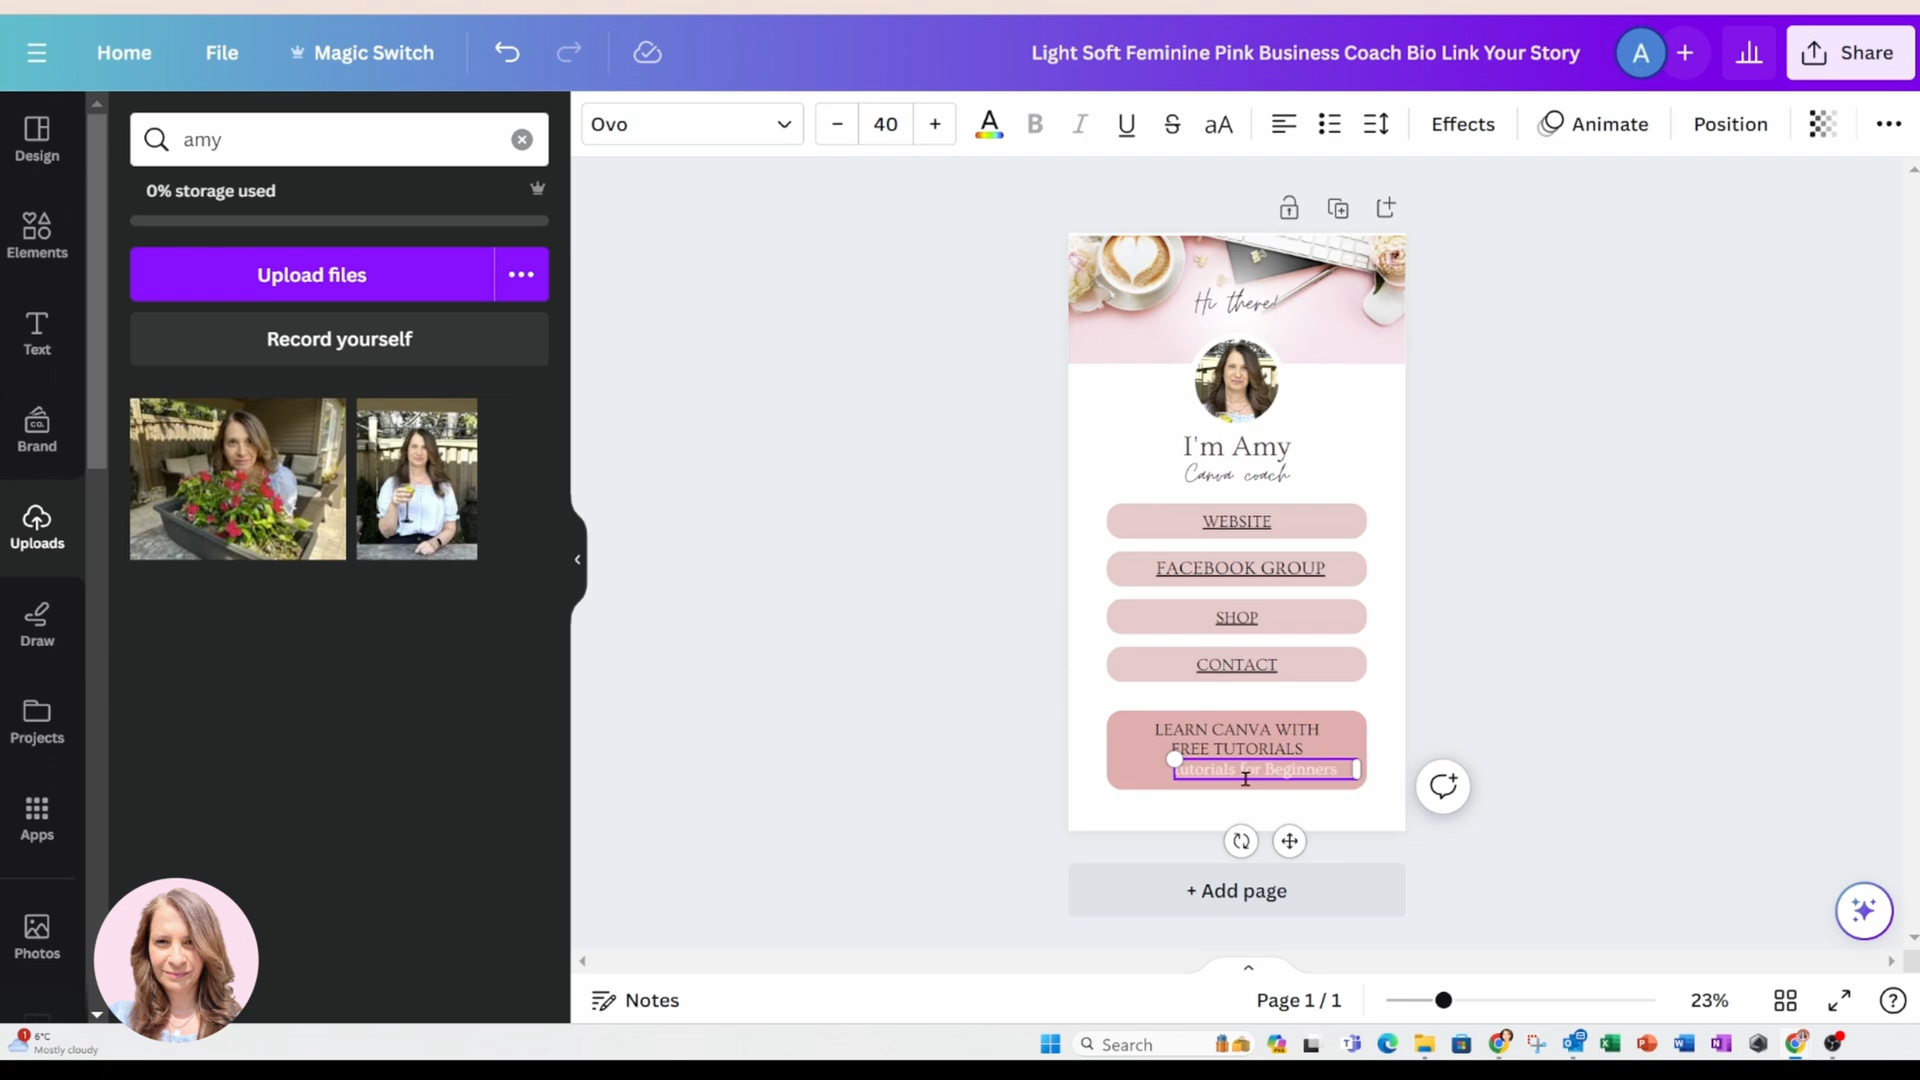 Home File Magic Switch Light Soft Feminine Pink Business Coach Bio Link Your Story A Share
Design
Elements
Text
Brand
Uploads
Draw
Projects
Apps
Photos
amy
0% storage used
Upload files
Record yourself
Ovo 40 A B I U S aA Effects Animate Position
Hi there!
I'm Amy
Canva coach
WEBSITE
FACEBOOK GROUP
SHOP
CONTACT
LEARN CANVA WITH
FREE TUTORIALS
Tutorials for Beginners
+ Add page
Notes Page 1 / 1 23%
1 6°C
Mostly cloudy
Search